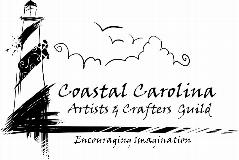 Coastal Carolina
Artists & Crafters Guild
Encouraging Imagination